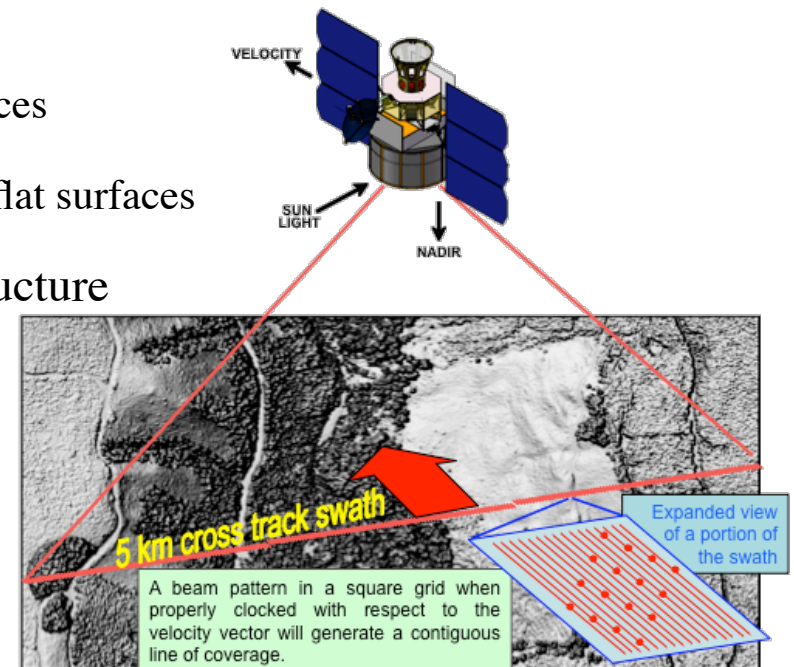 VELOCITY
ces
flat surfaces
SUN
LIGHT
NADIR
ucture
5 km cross track swath
Expanded view
of a portion of
the swath
A beam pattern in a square grid when
properly clocked with respect to the
velocity vector will generate a contiguous
line of coverage.